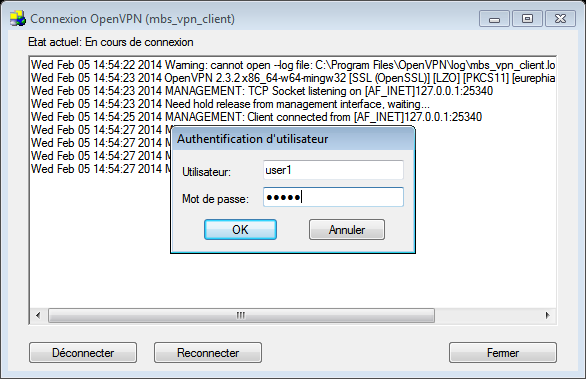 Connexion OpenVPN (mbs_vpn_client)
Etat actuel: En cours de connexion
Wed Feb 05 14:54:22 2014 Warning: cannot open --log file: C:\Program Files\OpenVPN\log\mbs_vpn_client.lo
Wed Feb 05 14:54:23 2014 OpenVPN 2.3.2 x86_64-w64-mingw32 [SSL (OpenSSL)] [LZO] [PKCS11] [eurephia
Wed Feb 05 14:54:23 2014 MANAGEMENT: TCP Socket listening on [AF_INET]127.0.0.1:25340
Wed Feb 05 14:54:23 2014 Need hold release from management interface, waiting...
Wed Feb 05 14:54:25 2014 MANAGEMENT: Client connected from [AF_INET]127.0.0.1:25340
Wed Feb 05 14:54:27 2014 M
Wed Feb 05 14:54:27 2014 M
Wed Feb 05 14:54:27 2014 M
Wed Feb 05 14:54:27 2014 M
Authentification d'utilisateur
Utilisateur: user1
Mot de passe: •••••
OK Annuler
Déconnecter Reconnecter Fermer